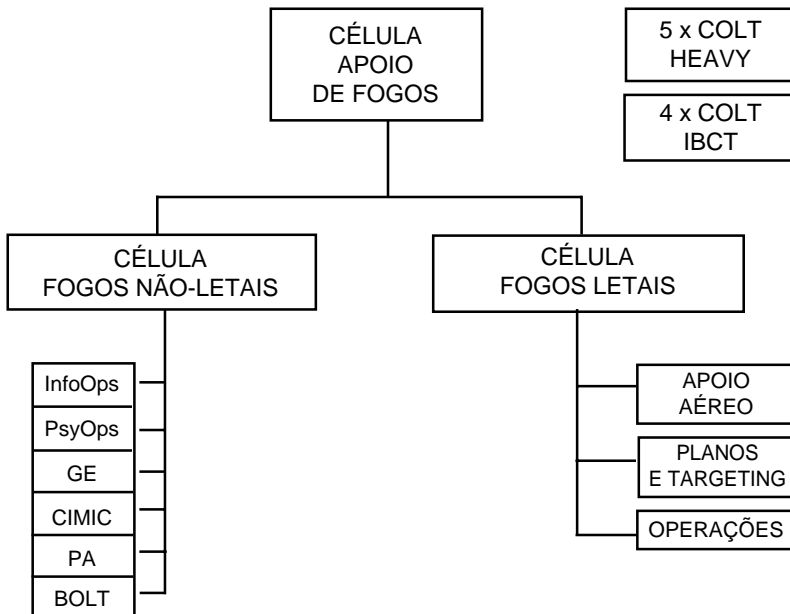 CÉLULA
APOIO
DE FOGOS
5 x COLT
HEAVY
4 x COLT
IBCT
CÉLULA
FOGOS NÃO-LETAIS
CÉLULA
FOGOS LETAIS
InfoOps
PsyOps
GE
CIMIC
PA
BOLT
APOIO
AÉREO
PLANOS
E TARGETING
OPERAÇÕES